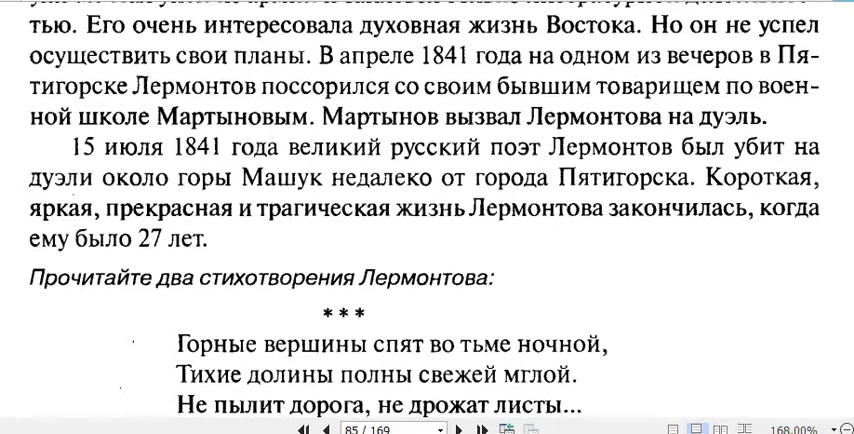 тью. Его очень интересовала духовная жизнь Востока. Но он не успел
осуществить свои планы. В апреле 1841 года на одном из вечеров в Пя-
тигорске Лермонтов поссорился со своим бывшим товарищем по воен-
ной школе Мартыновым. Мартынов вызвал Лермонтова на дуэль.
15 июля 1841 года великий русский поэт Лермонтов был убит на
дуэли около горы Машук недалеко от города Пятигорска. Короткая,
яркая, прекрасная и трагическая жизнь Лермонтова закончилась, когда
ему было 27 лет.
Прочитайте два стихотворения Лермонтова:
* * *
Горные вершины спят во тьме ночной,
Тихие долины полны свежей мглой.
Не пылит дорога, не дрожат листы...
85 / 169 168.00%